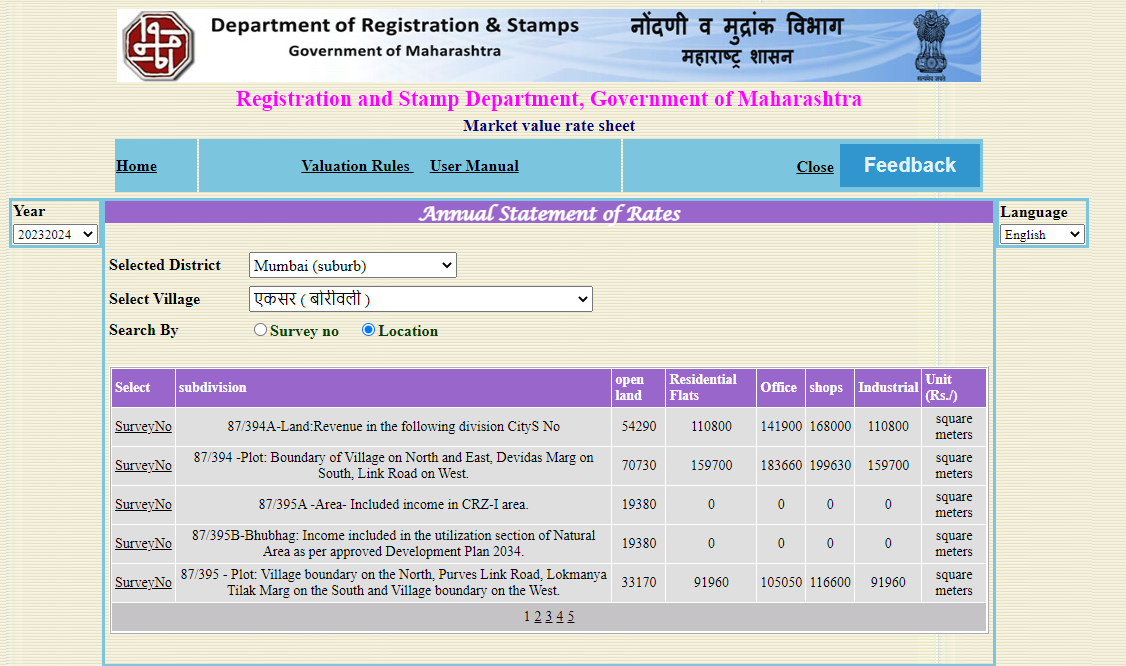 Department of Registration & Stamps
Government of Maharashtra
नोंदणी व मुद्रांक विभाग
महाराष्ट्र शासन
सत्यमेव जयते
Registration and Stamp Department, Government of Maharashtra
Market value rate sheet
Home Valuation Rules User Manual Close Feedback
Year
20232024
Annual Statement of Rates
Language
English
Selected District Mumbai (suburb)
Select Village एकसर ( बोरीवली )
Search By Survey no Location
Select subdivision open land Residential Flats Office shops Industrial Unit (Rs./)
SurveyNo 87/394A-Land:Revenue in the following division CityS No 54290 110800 141900 168000 110800 square meters
SurveyNo 87/394 -Plot: Boundary of Village on North and East, Devidas Marg on South, Link Road on West. 70730 159700 183660 199630 159700 square meters
SurveyNo 87/395A -Area- Included income in CRZ-I area. 19380 0 0 0 0 square meters
SurveyNo 87/395B-Bhubhag: Income included in the utilization section of Natural Area as per approved Development Plan 2034. 19380 0 0 0 0 square meters
SurveyNo 87/395 - Plot: Village boundary on the North, Purves Link Road, Lokmanya Tilak Marg on the South and Village boundary on the West. 33170 91960 105050 116600 91960 square meters
1 2 3 4 5